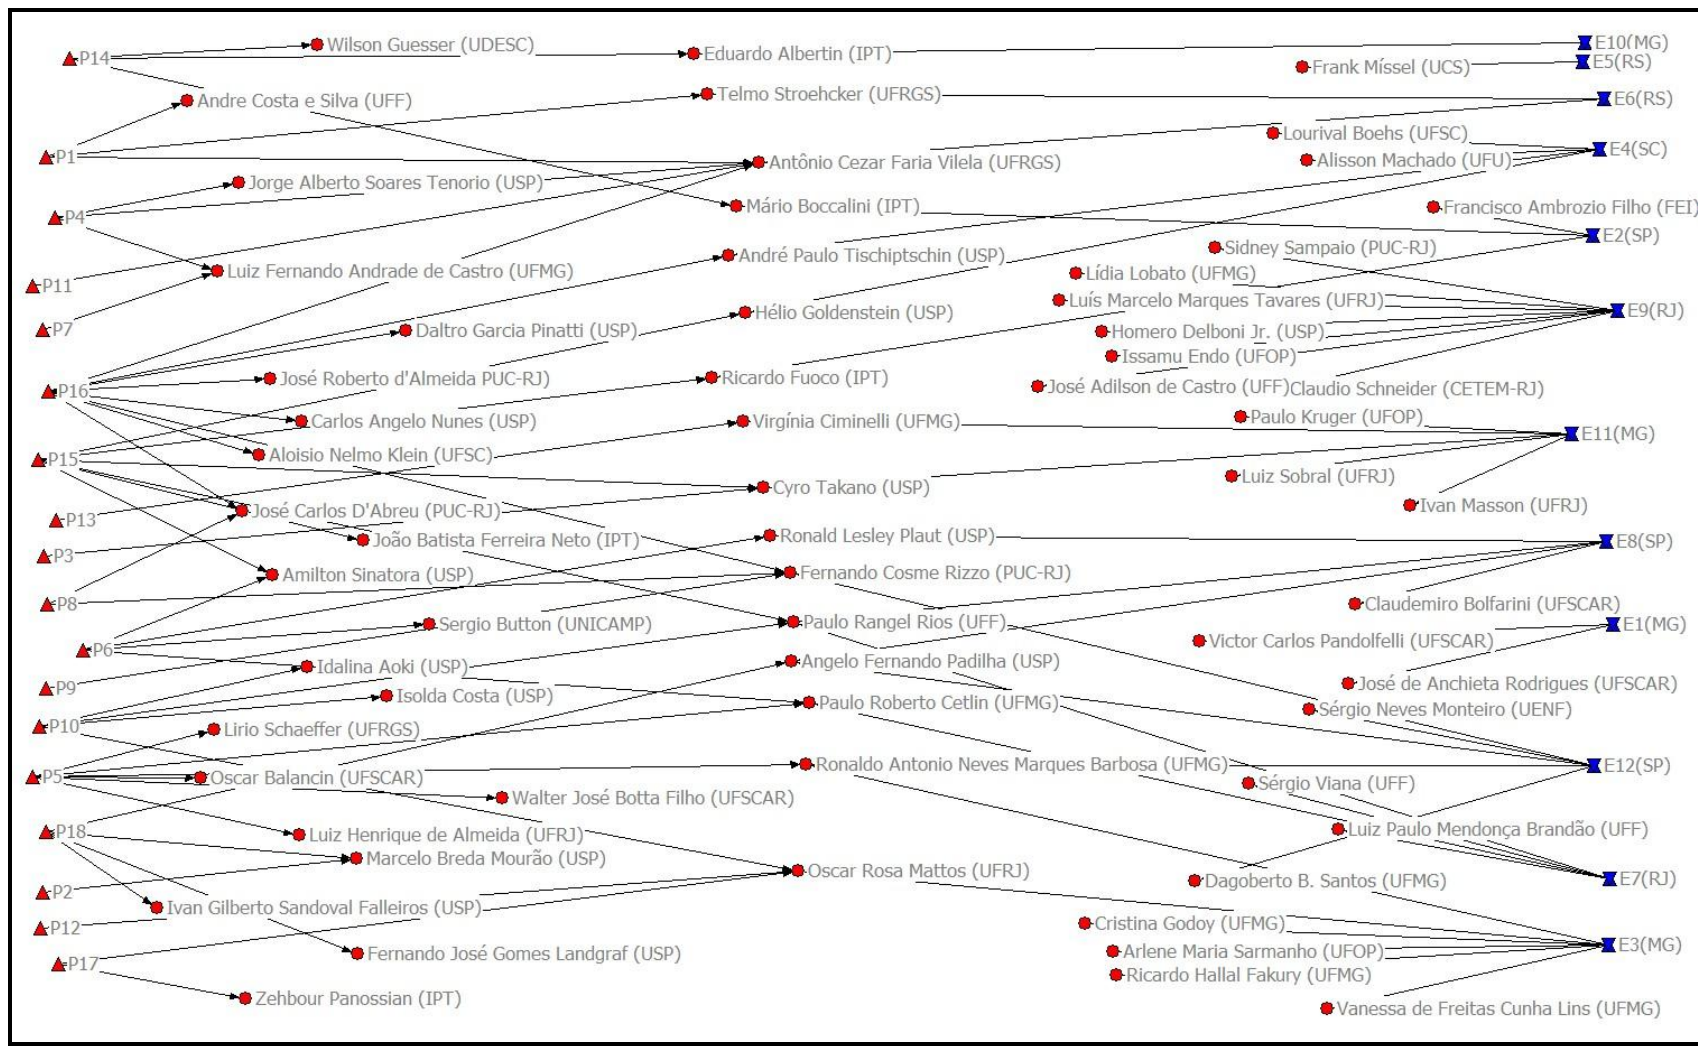 Wilson Guesser (UDESC)
E10(MG)
P14
Eduardo Albertin (IPT)
E5(RS)
Frank Míssel (UCS)
Andre Costa e Silva (UFF)
Telmo Stroehcker (UFRGS)
E6(RS)
Lourival Boehs (UFSC)
E4(SC)
P1
Antônio Cezar Faria Vilela (UFRGS)
Alisson Machado (UFU)
Jorge Alberto Soares Tenorio (USP)
P4
Mário Boccalini (IPT)
Francisco Ambrozio Filho (FEI)
E2(SP)
Sidney Sampaio (PUC-RJ)
André Paulo Tischiptschin (USP)
Luiz Fernando Andrade de Castro (UFMG)
Lídia Lobato (UFMG)
P11
Luís Marcelo Marques Tavares (UFRJ)
E9(RJ)
Hélio Goldenstein (USP)
P7
Daltro Garcia Pinatti (USP)
Homero Delboni Jr. (USP)
Issamu Endo (UFOP)
José Roberto d'Almeida PUC-RJ)
Ricardo Fuoco (IPT)
José Adilson de Castro (UFF)
Claudio Schneider (CETEM-RJ)
P16
Carlos Angelo Nunes (USP)
Virgínia Ciminelli (UFMG)
Paulo Kruger (UFOP)
E11(MG)
P15
Aloisio Nelmo Klein (UFSC)
Luiz Sobral (UFRJ)
Cyro Takano (USP)
Ivan Masson (UFRJ)
José Carlos D'Abreu (PUC-RJ)
P13
João Batista Ferreira Neto (IPT)
Ronald Lesley Plaut (USP)
E8(SP)
P3
Amilton Sinatora (USP)
Fernando Cosme Rizzo (PUC-RJ)
P8
Claudemiro Bolfarini (UFSCAR)
Sergio Button (UNICAMP)
Paulo Rangel Rios (UFF)
E1(MG)
Victor Carlos Pandolfelli (UFSCAR)
P6
Idalina Aoki (USP)
Angelo Fernando Padilha (USP)
P9
José de Anchieta Rodrigues (UFSCAR)
Isolda Costa (USP)
Paulo Roberto Cetlin (UFMG)
Sérgio Neves Monteiro (UENF)
P10
Lirio Schaeffer (UFRGS)
P5
Oscar Balancin (UFSCAR)
Ronaldo Antonio Neves Marques Barbosa (UFMG)
E12(SP)
Sérgio Viana (UFF)
Walter José Botta Filho (UFSCAR)
P18
Luiz Henrique de Almeida (UFRJ)
Luiz Paulo Mendonça Brandão (UFF)
Marcelo Breda Mourão (USP)
Oscar Rosa Mattos (UFRJ)
Dagoberto B. Santos (UFMG)
E7(RJ)
P2
Ivan Gilberto Sandoval Falleiros (USP)
Cristina Godoy (UFMG)
P12
Fernando José Gomes Landgraf (USP)
Arlene Maria Sarmanho (UFOP)
E3(MG)
P17
Ricardo Hallal Fakury (UFMG)
Zehbour Panossian (IPT)
Vanessa de Freitas Cunha Lins (UFMG)